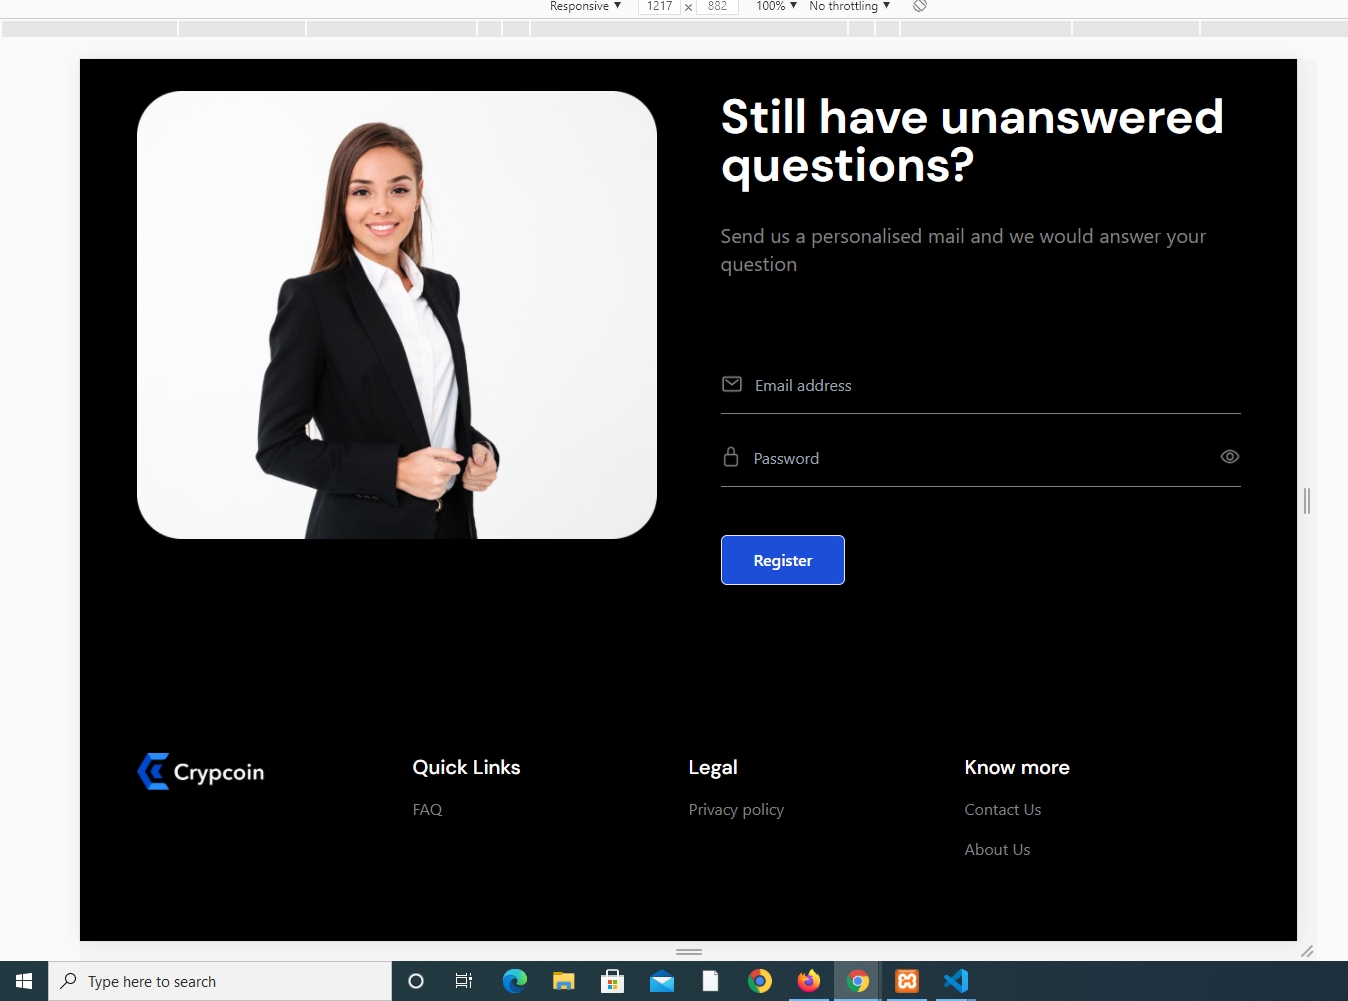 Responsive ▼ 1217 × 882 100% ▼ No throttling ▼
Still have unanswered
questions?
Send us a personalised mail and we would answer your
question
Email address
Password
Register
Crypcoin
Quick Links
FAQ
Legal
Privacy policy
Know more
Contact Us
About Us
Type here to search